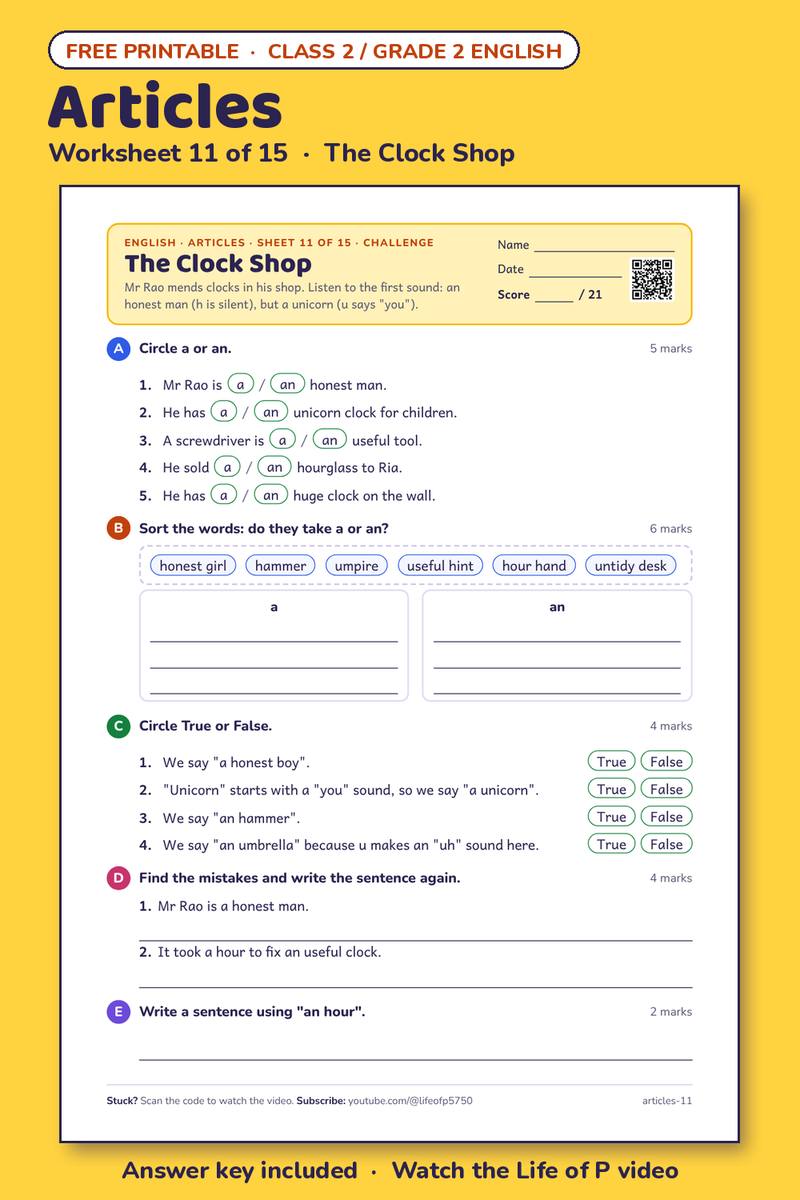 FREE PRINTABLE · CLASS 2 / GRADE 2 ENGLISH
Articles
Worksheet 11 of 15 · The Clock Shop
ENGLISH · ARTICLES · SHEET 11 OF 15 · CHALLENGE
The Clock Shop
Mr Rao mends clocks in his shop. Listen to the first sound: an
honest man (h is silent), but a unicorn (u says "you").
Name
Date
Score / 21
A Circle a or an. 5 marks
1. Mr Rao is a / an honest man.
2. He has a / an unicorn clock for children.
3. A screwdriver is a / an useful tool.
4. He sold a / an hourglass to Ria.
5. He has a / an huge clock on the wall.
B Sort the words: do they take a or an? 6 marks
honest girl hammer umpire useful hint hour hand untidy desk
a an
C Circle True or False. 4 marks
1. We say "a honest boy". True False
2. "Unicorn" starts with a "you" sound, so we say "a unicorn". True False
3. We say "an hammer". True False
4. We say "an umbrella" because u makes an "uh" sound here. True False
D Find the mistakes and write the sentence again. 4 marks
1. Mr Rao is a honest man.
2. It took a hour to fix an useful clock.
E Write a sentence using "an hour". 2 marks
Stuck? Scan the code to watch the video. Subscribe: youtube.com/@lifeofp5750 articles-11
Answer key included · Watch the Life of P video